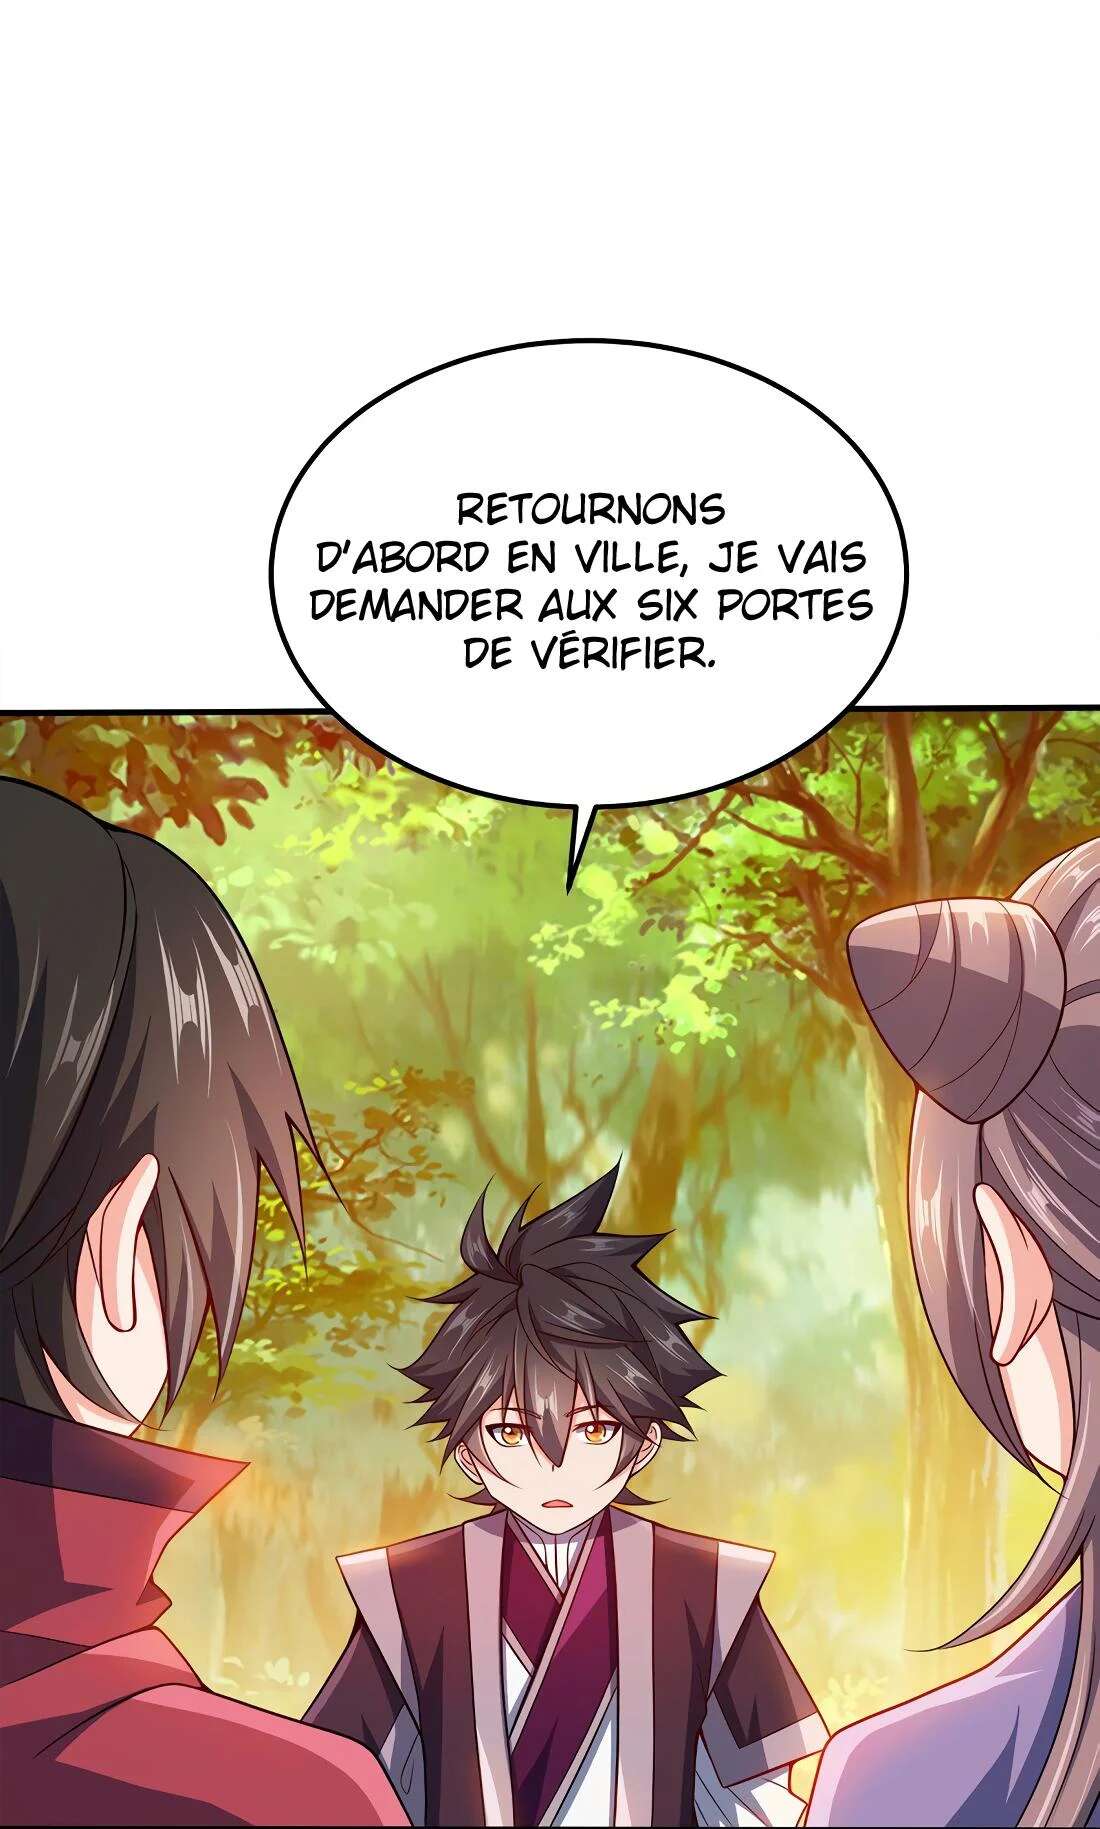 RETOURNONS
D'ABORD EN VILLE, JE VAIS
DEMANDER AUX SIX PORTES
DE VÉRIFIER.